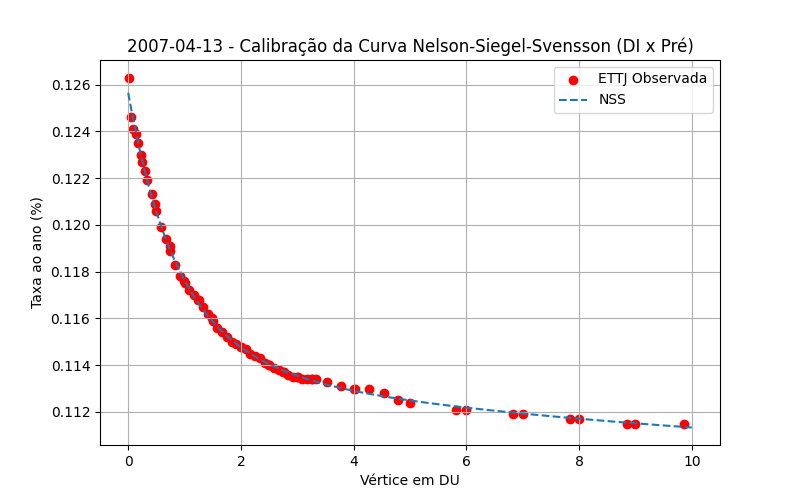 2007-04-13 - Calibração da Curva Nelson-Siegel-Svensson (DI x Pré)
ETTJ Observada
NSS
Taxa ao ano (%)
0.126
0.124
0.122
0.120
0.118
0.116
0.114
0.112
0 2 4 6 8 10
Vértice em DU